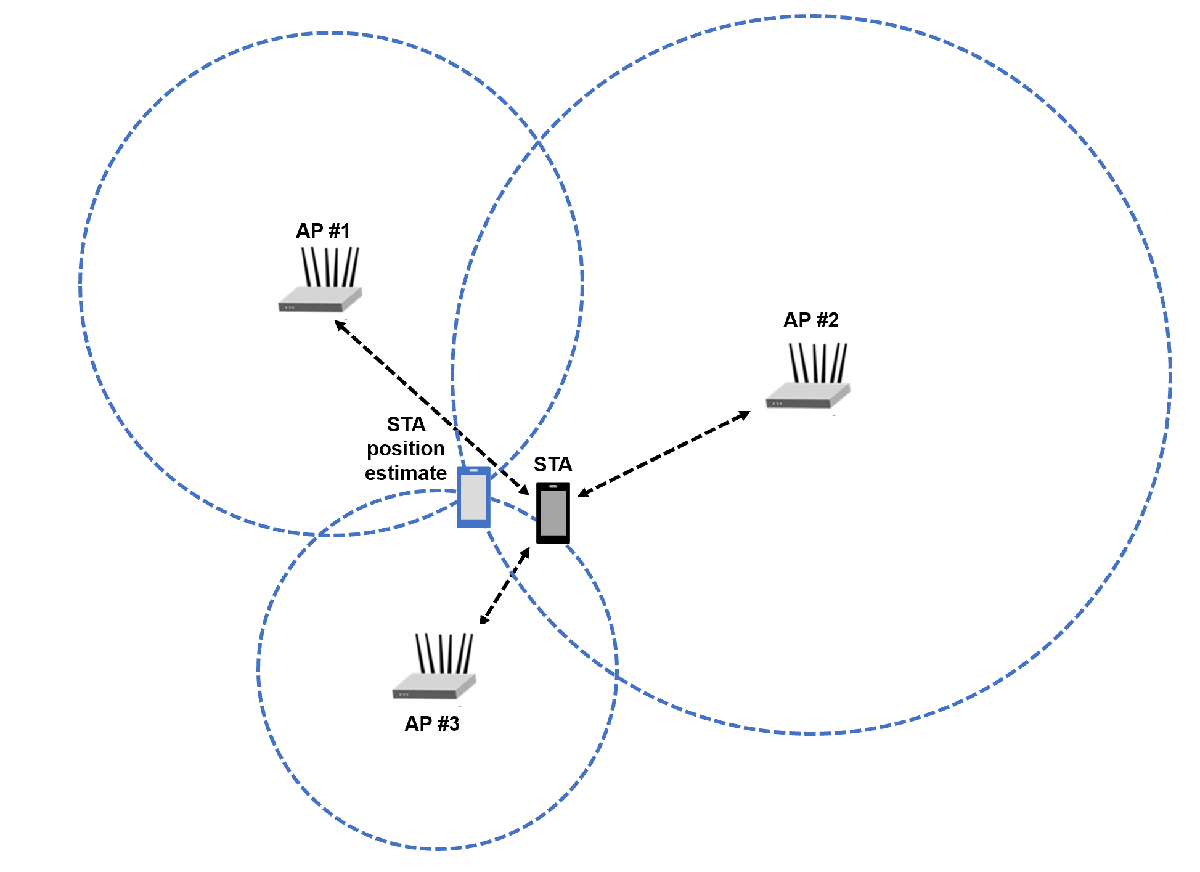 AP #1
AP #2
STA
position
estimate
STA
AP #3